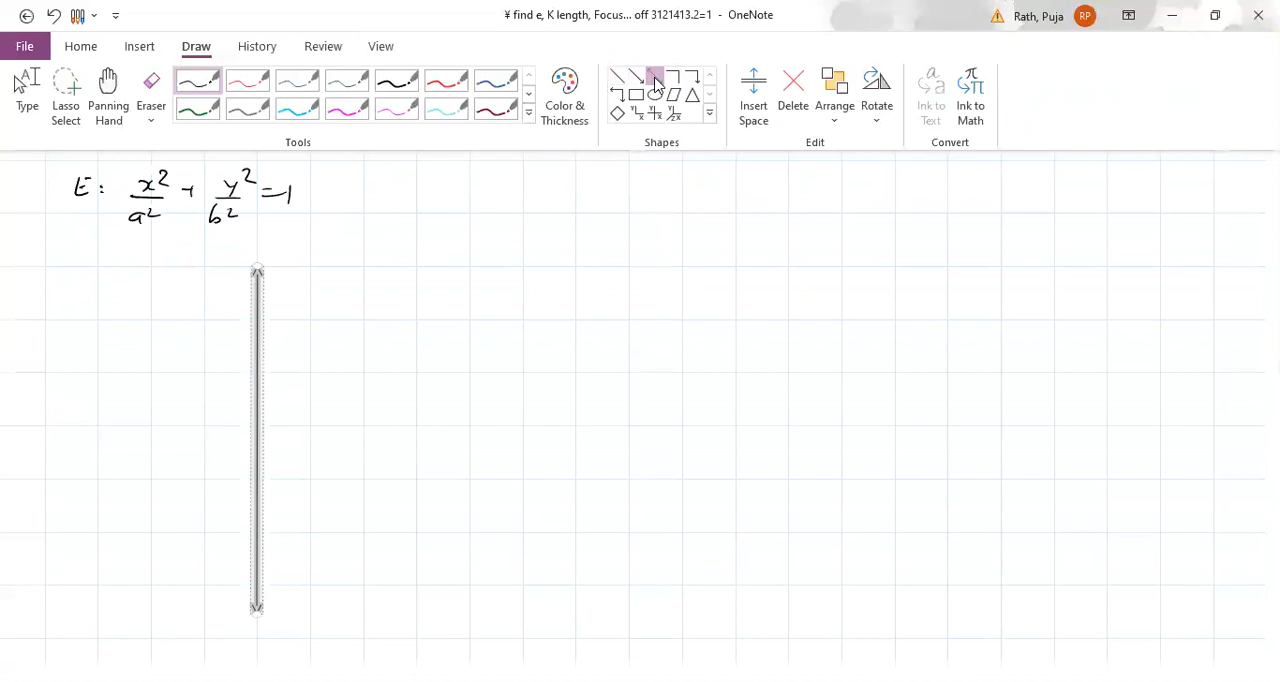 ¥ find e, K length, Focus... off 3121413.2=1 - OneNote
Rath, Puja
RP
File
Home
Insert
Draw
History
Review
View
Type
Lasso Select
Panning Hand
Eraser
Color & Thickness
Insert Space
Delete
Arrange
Rotate
Ink to Text
Ink to Math
Tools
Shapes
Edit
Convert
E: x²/a² + y²/b² = 1